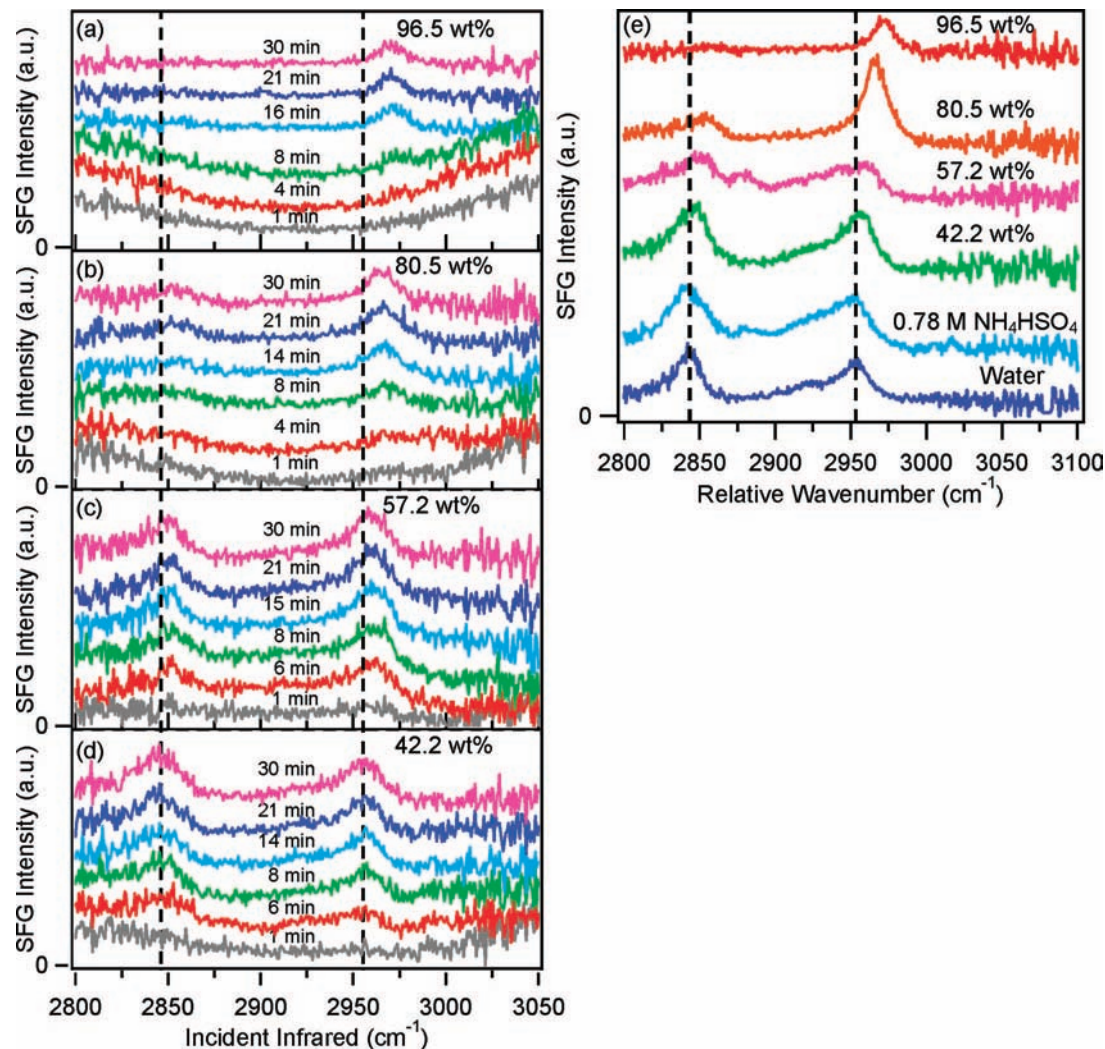 (a) 96.5 wt%
30 min
21 min
16 min
8 min
4 min
1 min
SFG Intensity (a.u.)
0
(b) 80.5 wt%
30 min
21 min
14 min
8 min
4 min
1 min
SFG Intensity (a.u.)
0
(c) 57.2 wt%
30 min
21 min
15 min
8 min
6 min
1 min
SFG Intensity (a.u.)
0
(d) 42.2 wt%
30 min
21 min
14 min
8 min
6 min
1 min
SFG Intensity (a.u.)
0
2800 2850 2900 2950 3000 3050
Incident Infrared (cm⁻¹)
(e) 96.5 wt%
80.5 wt%
57.2 wt%
42.2 wt%
0.78 M NH₄HSO₄
Water
SFG Intensity (a.u.)
0
2800 2850 2900 2950 3000 3050 3100
Relative Wavenumber (cm⁻¹)